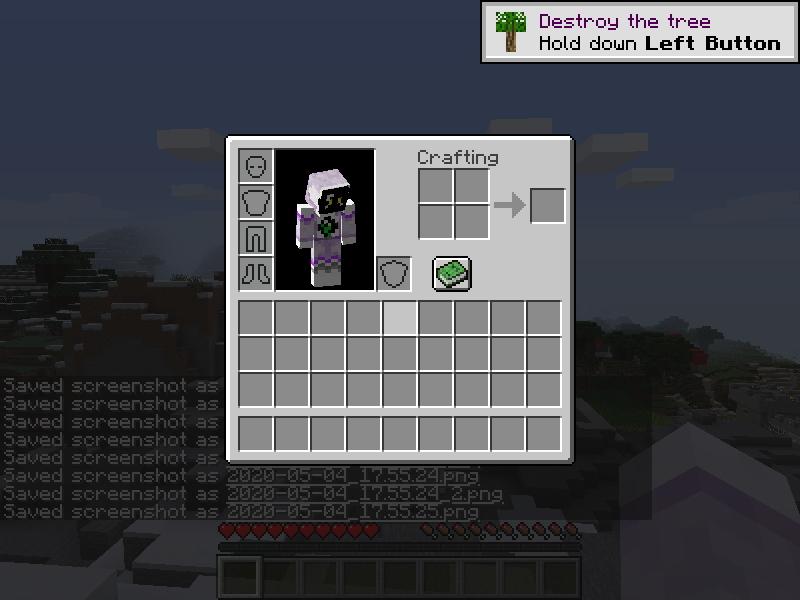 Destroy the tree
Hold down Left Button
Crafting
Saved screenshot as
Saved screenshot as
Saved screenshot as
Saved screenshot as
Saved screenshot as
Saved screenshot as 2020-05-04_17.55.24.png
Saved screenshot as 2020-05-04_17.55.24_2.png
Saved screenshot as 2020-05-04_17.55.25.png